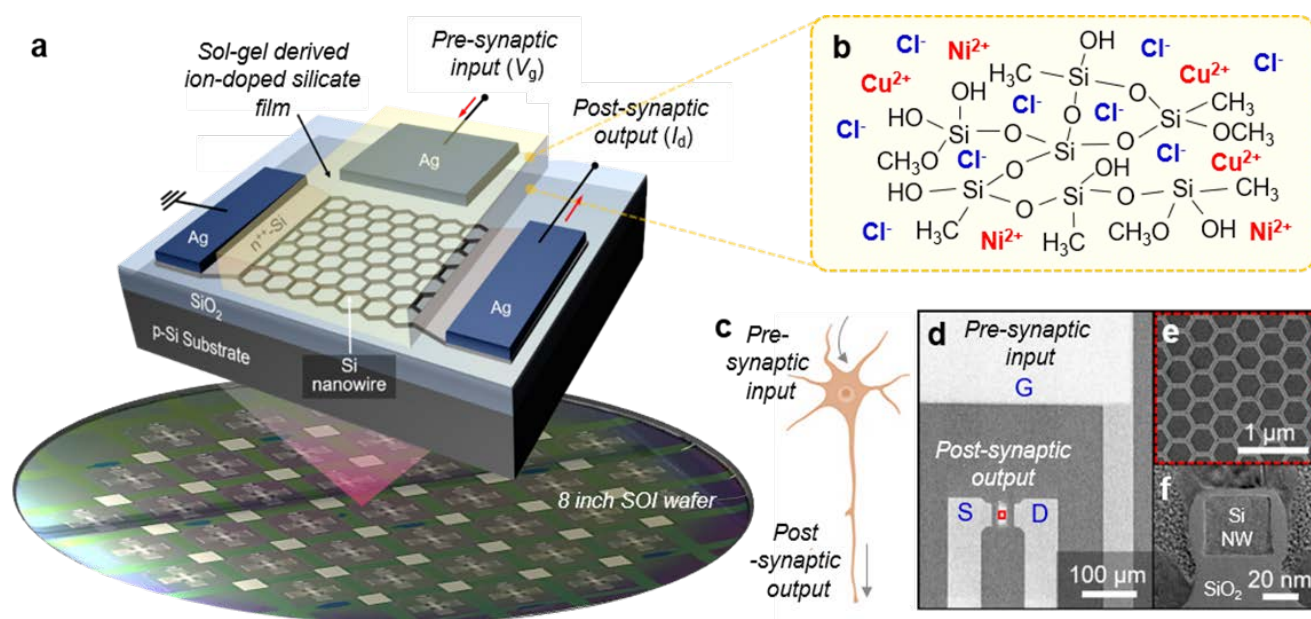 a
Sol-gel derived
ion-doped silicate
film
Pre-synaptic
input (Vg)
Post-synaptic
output (Id)
Ag
Ag
n++-Si
Ag
SiO2
p-Si Substrate
Si
nanowire
8 inch SOI wafer
b
Cl-
Ni2+
OH
Cl-
Cu2+
Cl-
H3C
Si
Cu2+
OH
Cl-
Cl-
O
O
CH3
Cl-
HO
Si
O
Si
O
Si
OCH3
CH3O
Cl-
OH
Cl-
Cu2+
HO
Si
O
Si
O
Si
CH3
O
Cl-
H3C
Ni2+
H3C
CH3O
OH
Ni2+
c
Pre-
synaptic
input
Post
-synaptic
output
d
Pre-synaptic
input
G
Post-synaptic
output
S
D
100 μm
e
1 μm
f
Si
NW
SiO2
20 nm